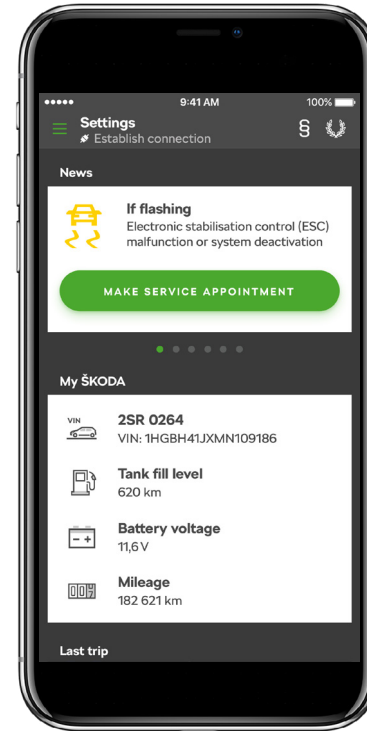 9:41 AM
100%
Settings
Establish connection
§
News
If flashing
Electronic stabilisation control (ESC)
malfunction or system deactivation
MAKE SERVICE APPOINTMENT
My ŠKODA
VIN
2SR 0264
VIN: 1HGBH41JXMN109186
Tank fill level
620 km
Battery voltage
11,6 V
007
Mileage
182 621 km
Last trip